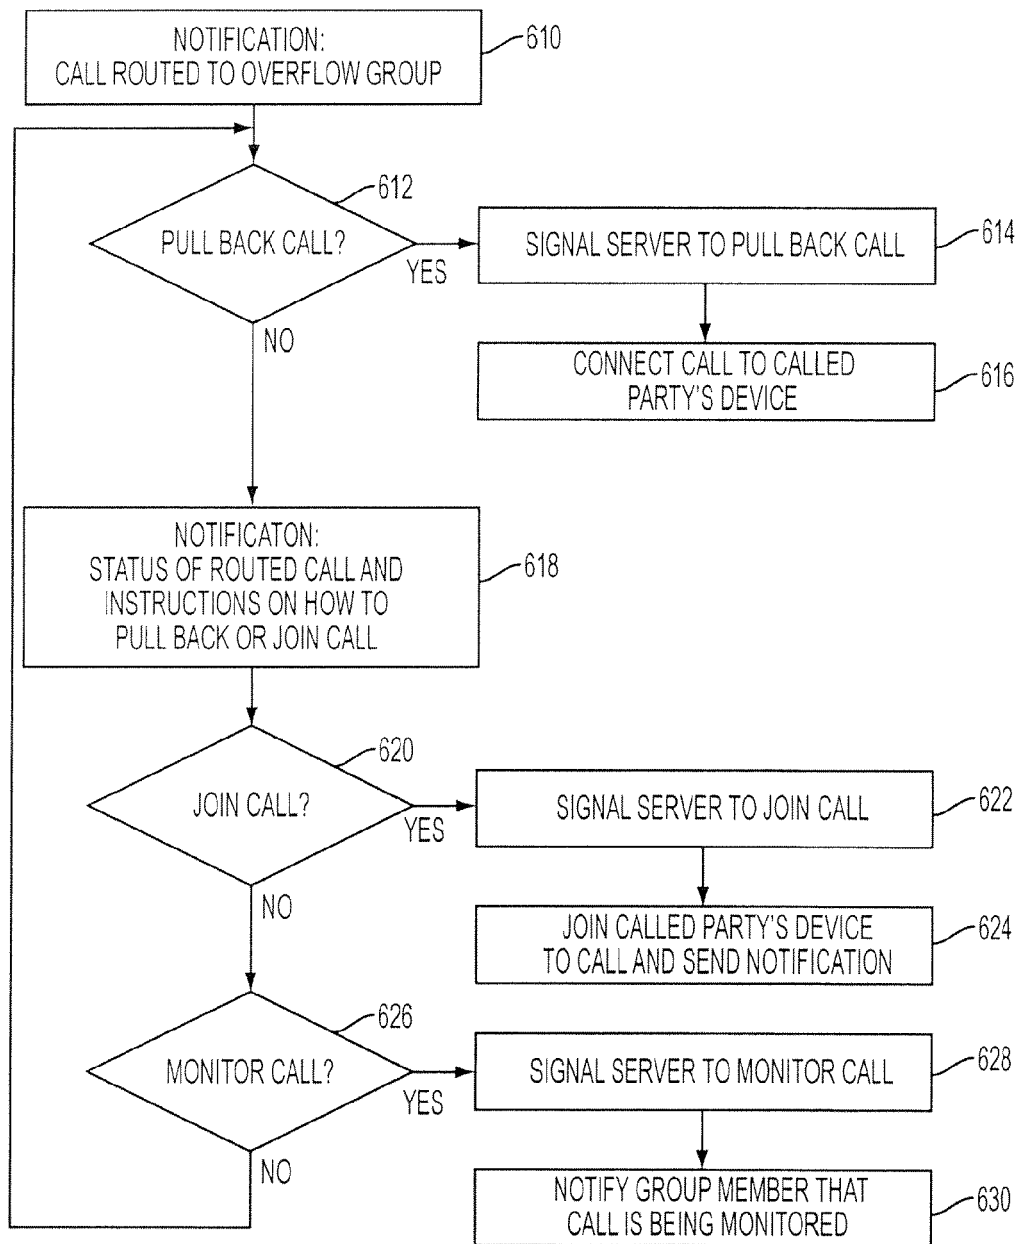 NOTIFICATION:
CALL ROUTED TO OVERFLOW GROUP
610
612
PULL BACK CALL?
YES
NO
SIGNAL SERVER TO PULL BACK CALL
614
CONNECT CALL TO CALLED
PARTY'S DEVICE
616
NOTIFICATON:
STATUS OF ROUTED CALL AND
INSTRUCTIONS ON HOW TO
PULL BACK OR JOIN CALL
618
620
JOIN CALL?
YES
NO
SIGNAL SERVER TO JOIN CALL
622
JOIN CALLED PARTY'S DEVICE
TO CALL AND SEND NOTIFICATION
624
626
MONITOR CALL?
YES
NO
SIGNAL SERVER TO MONITOR CALL
628
NOTIFY GROUP MEMBER THAT
CALL IS BEING MONITORED
630